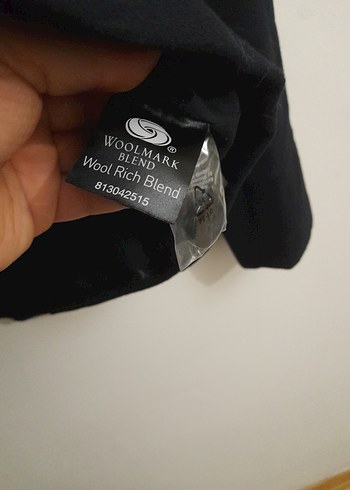 WOOLMARK
BLEND
®
Wool Rich Blend
813042515